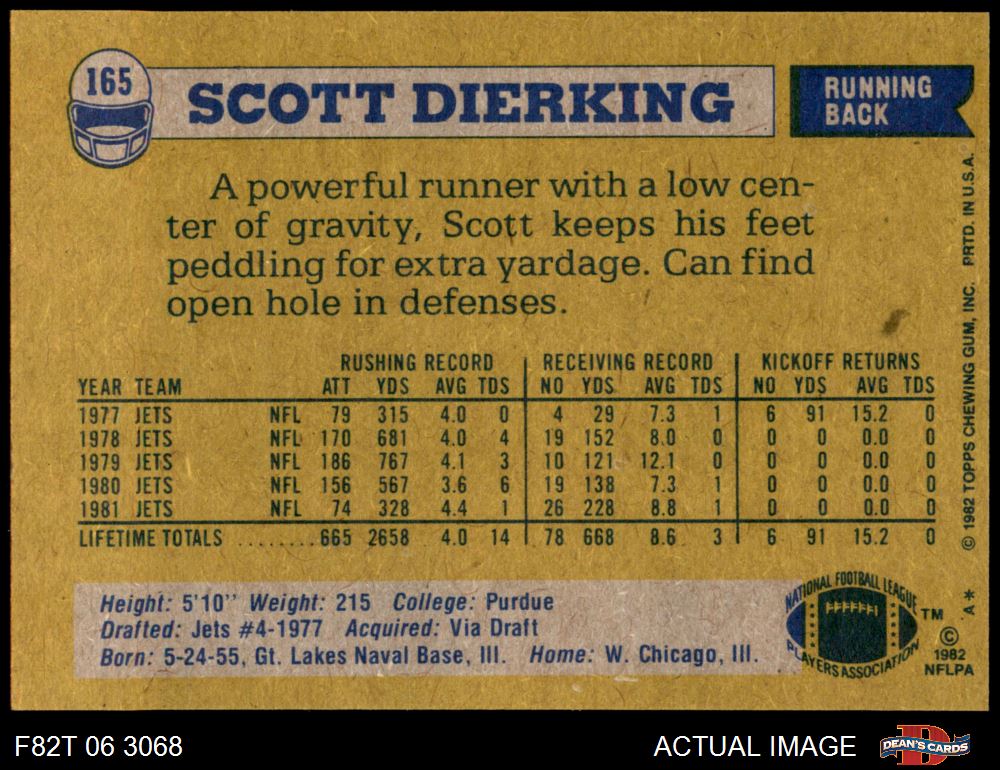 165
SCOTT DIERKING
RUNNING
BACK
A powerful runner with a low cen-
ter of gravity, Scott keeps his feet
peddling for extra yardage. Can find
open hole in defenses.
RUSHING RECORD RECEIVING RECORD KICKOFF RETURNS
YEAR TEAM ATT YDS AVG TDS NO YDS AVG TDS NO YDS AVG TDS
1977 JETS NFL 79 315 4.0 0 4 29 7.3 1 6 91 15.2 0
1978 JETS NFL 170 681 4.0 4 19 152 8.0 0 0 0 0.0 0
1979 JETS NFL 186 767 4.1 3 10 121 12.1 0 0 0 0.0 0
1980 JETS NFL 156 567 3.6 6 19 138 7.3 1 0 0 0.0 0
1981 JETS NFL 74 328 4.4 1 26 228 8.8 1 0 0 0.0 0
LIFETIME TOTALS ........665 2658 4.0 14 78 668 8.6 3 6 91 15.2 0
Height: 5'10" Weight: 215 College: Purdue
Drafted: Jets #4-1977 Acquired: Via Draft
Born: 5-24-55, Gt. Lakes Naval Base, Ill. Home: W. Chicago, Ill.
NATIONAL FOOTBALL LEAGUE
PLAYERS ASSOCIATION
TM
©
1982
NFLPA
A*
© 1982 TOPPS CHEWING GUM, INC. PRTD. IN U.S.A.
F82T 06 3068
ACTUAL IMAGE
D
DEAN'S CARDS